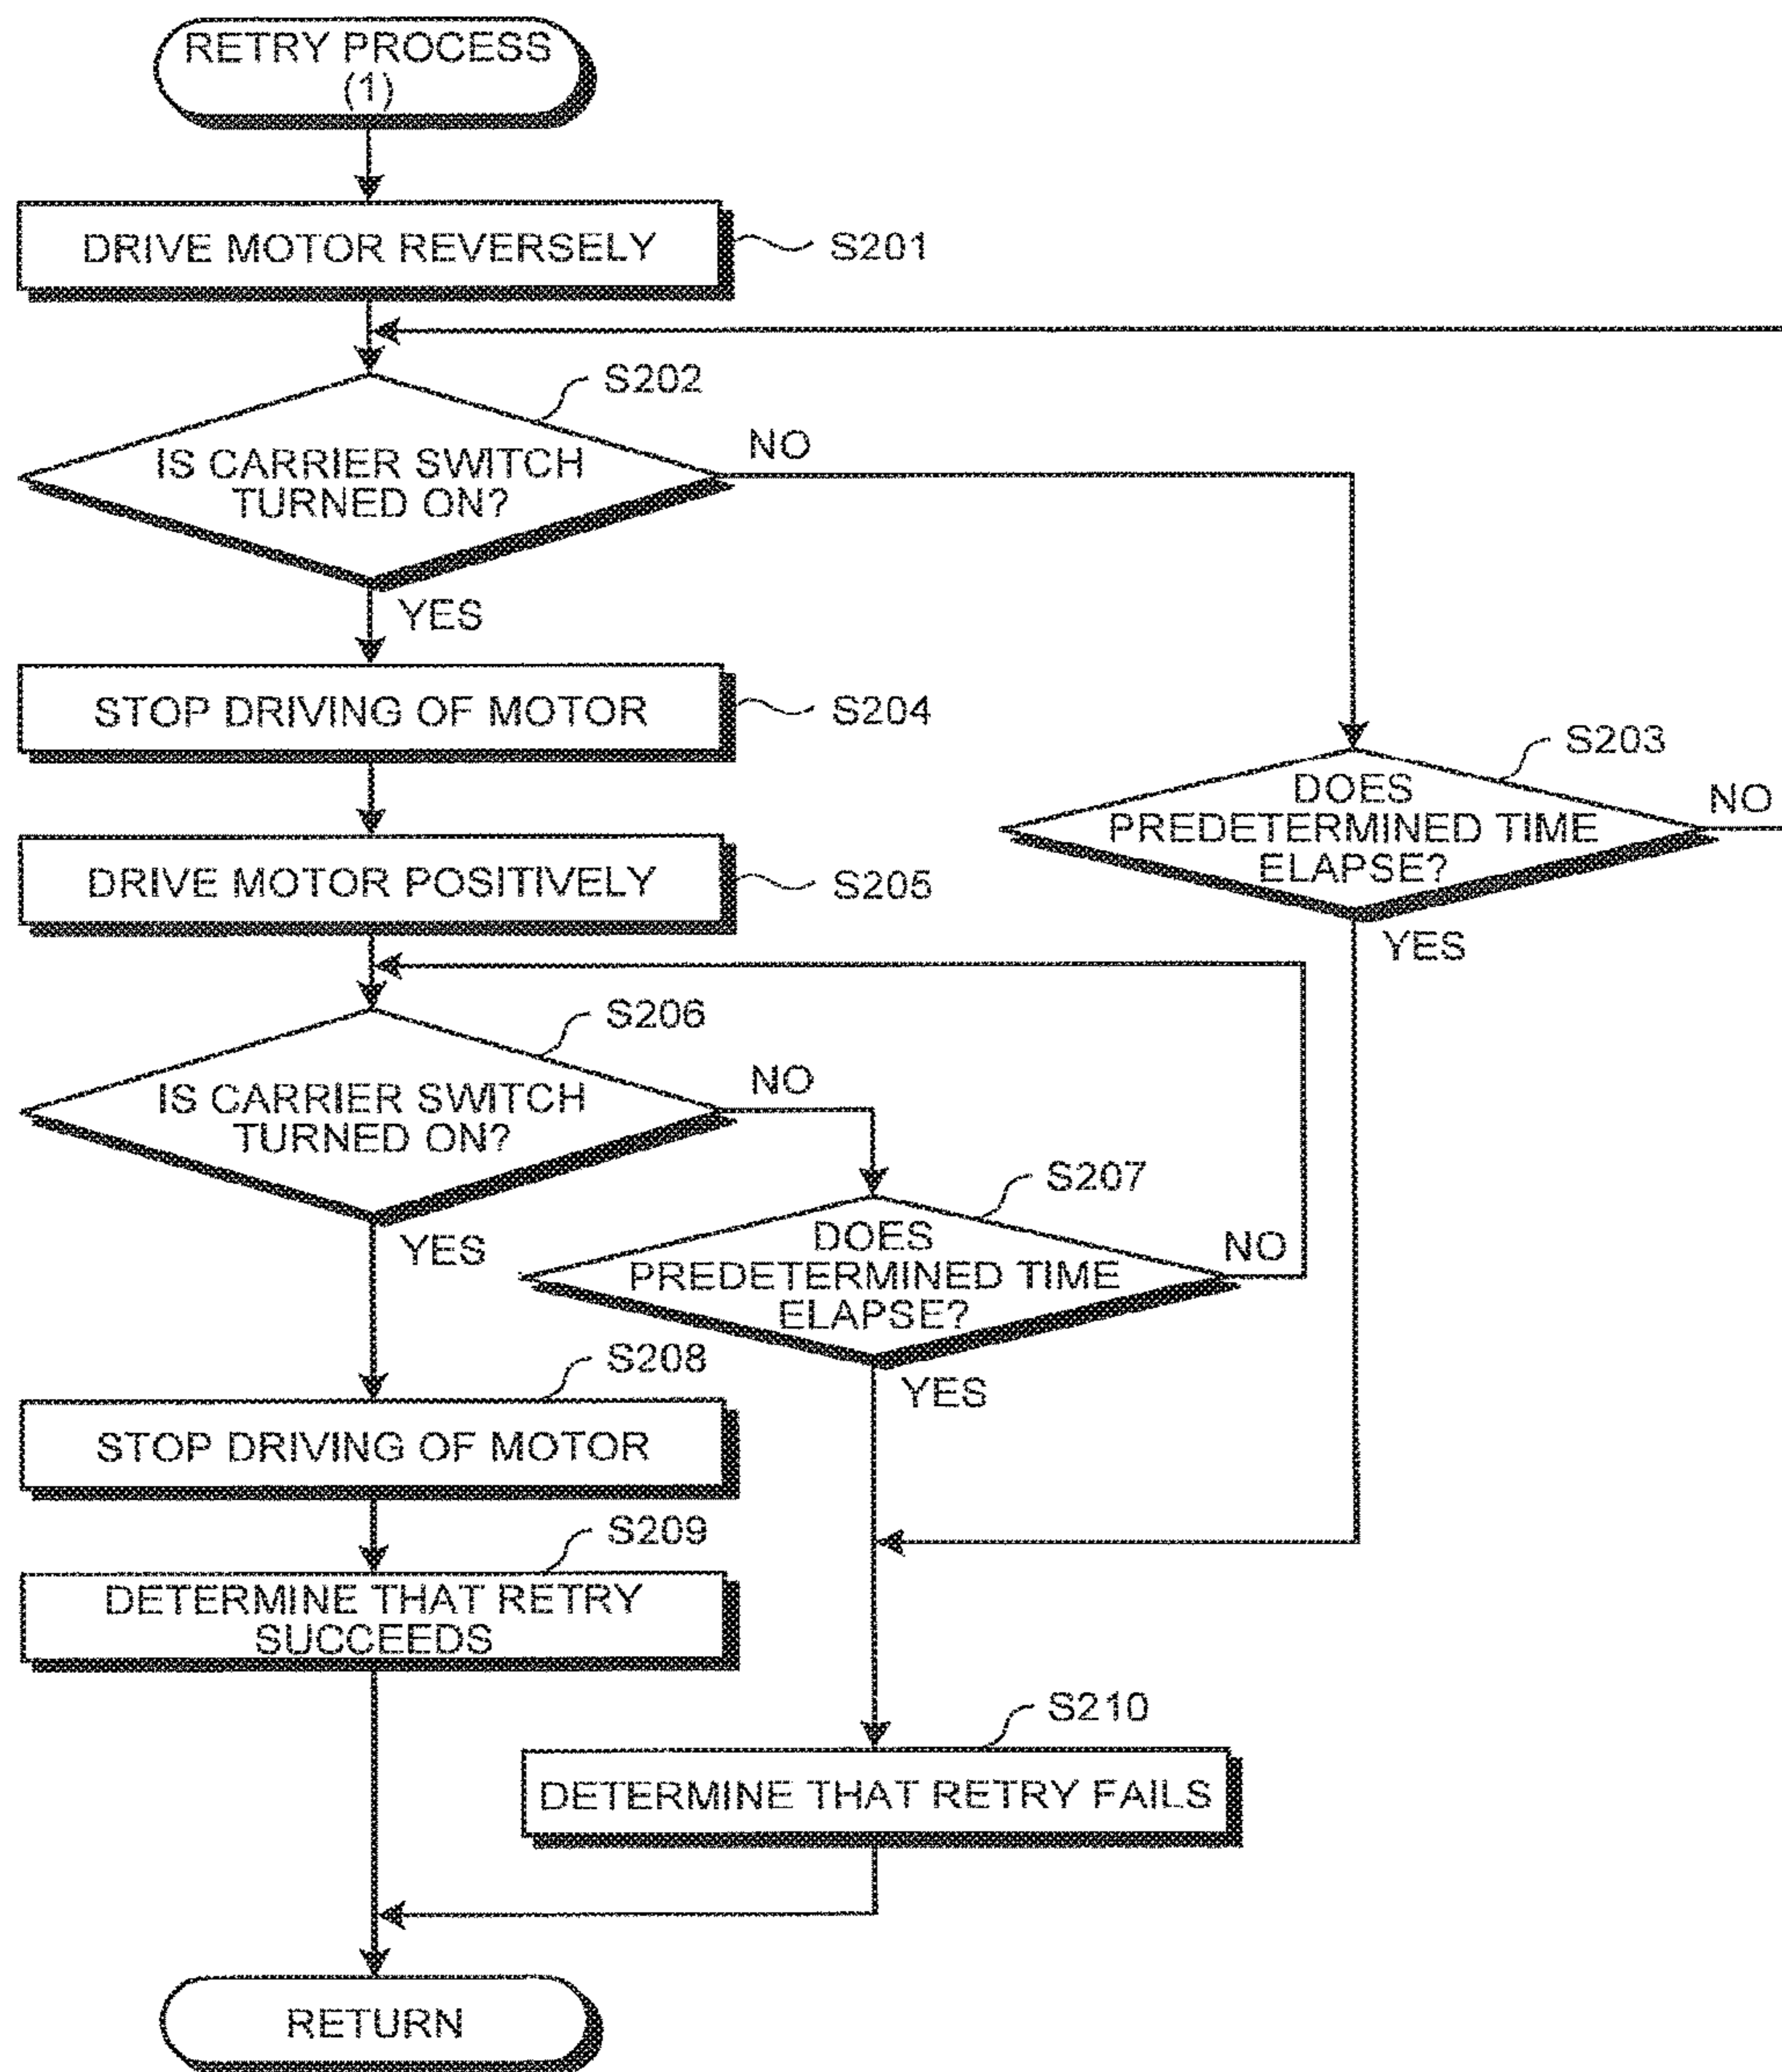 RETRY PROCESS
(1)
DRIVE MOTOR REVERSELY
S201
S202
IS CARRIER SWITCH
TURNED ON?
NO
YES
STOP DRIVING OF MOTOR
S204
S203
DOES
PREDETERMINED TIME
ELAPSE?
NO
YES
DRIVE MOTOR POSITIVELY
S205
S206
IS CARRIER SWITCH
TURNED ON?
NO
YES
S207
DOES
PREDETERMINED TIME
ELAPSE?
NO
YES
S208
STOP DRIVING OF MOTOR
S209
DETERMINE THAT RETRY
SUCCEEDS
S210
DETERMINE THAT RETRY FAILS
RETURN